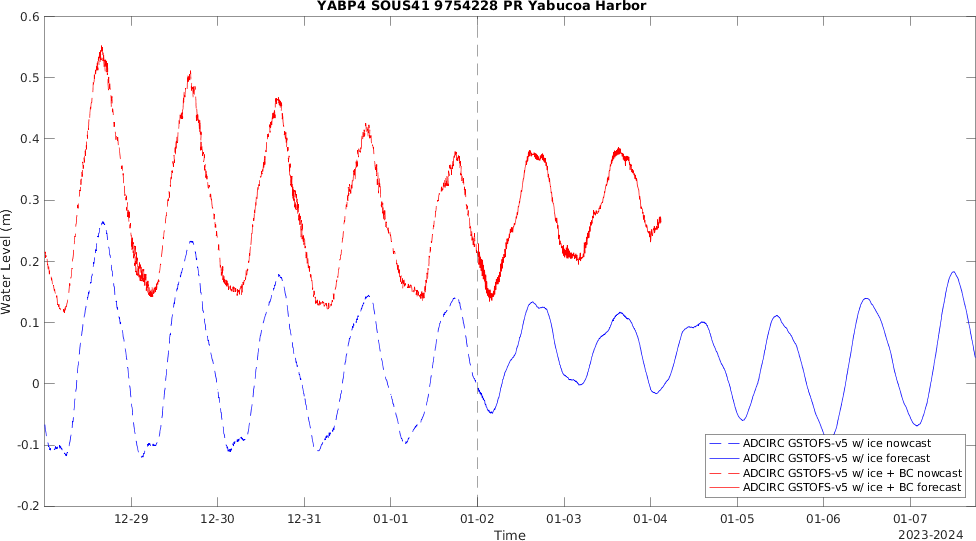 YABP4 SOUS41 9754228 PR Yabucoa Harbor
0.6
0.5
0.4
0.3
0.2
0.1
0
-0.1
-0.2
Water Level (m)
12-29 12-30 12-31 01-01 01-02 01-03 01-04 01-05 01-06 01-07
Time
2023-2024
ADCIRC GSTOFS-v5 w/ ice nowcast
ADCIRC GSTOFS-v5 w/ ice forecast
ADCIRC GSTOFS-v5 w/ ice + BC nowcast
ADCIRC GSTOFS-v5 w/ ice + BC forecast